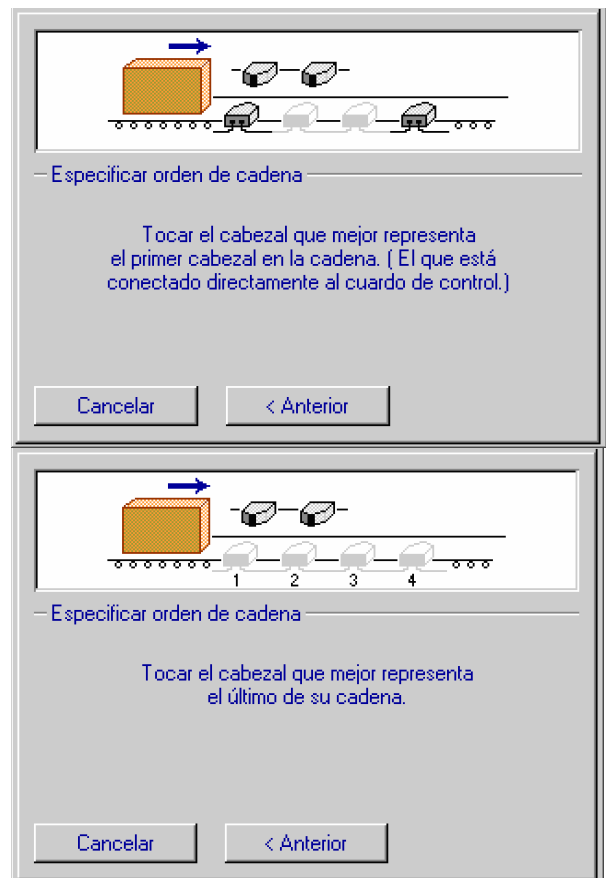 Especificar orden de cadena
Tocar el cabezal que mejor representa
el primer cabezal en la cadena. ( El que está
conectado directamente al cuardo de control.)
Cancelar
< Anterior
1 2 3 4
Especificar orden de cadena
Tocar el cabezal que mejor representa
el último de su cadena.
Cancelar
< Anterior